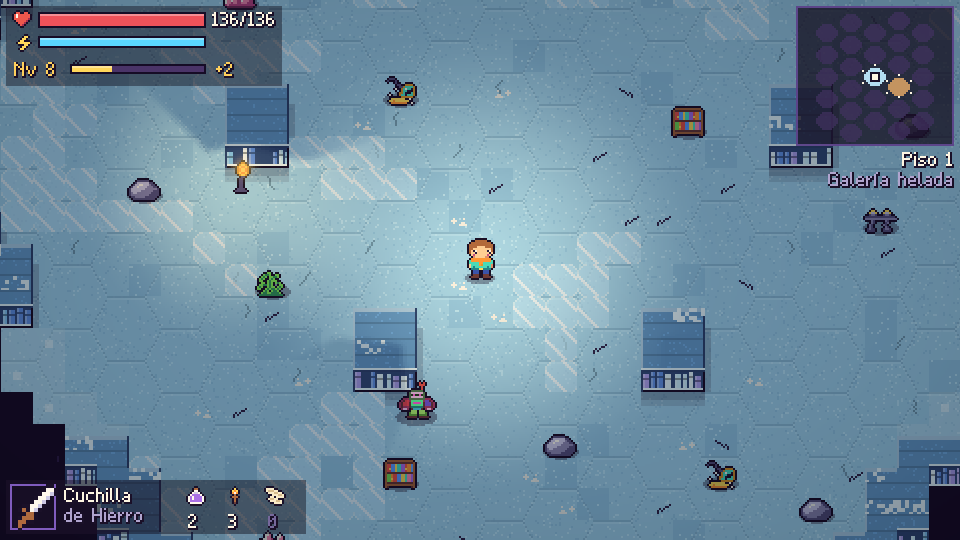 136/136
Nv 8
+2
Piso 1
Galería helada
Cuchilla
de Hierro
2
3
0